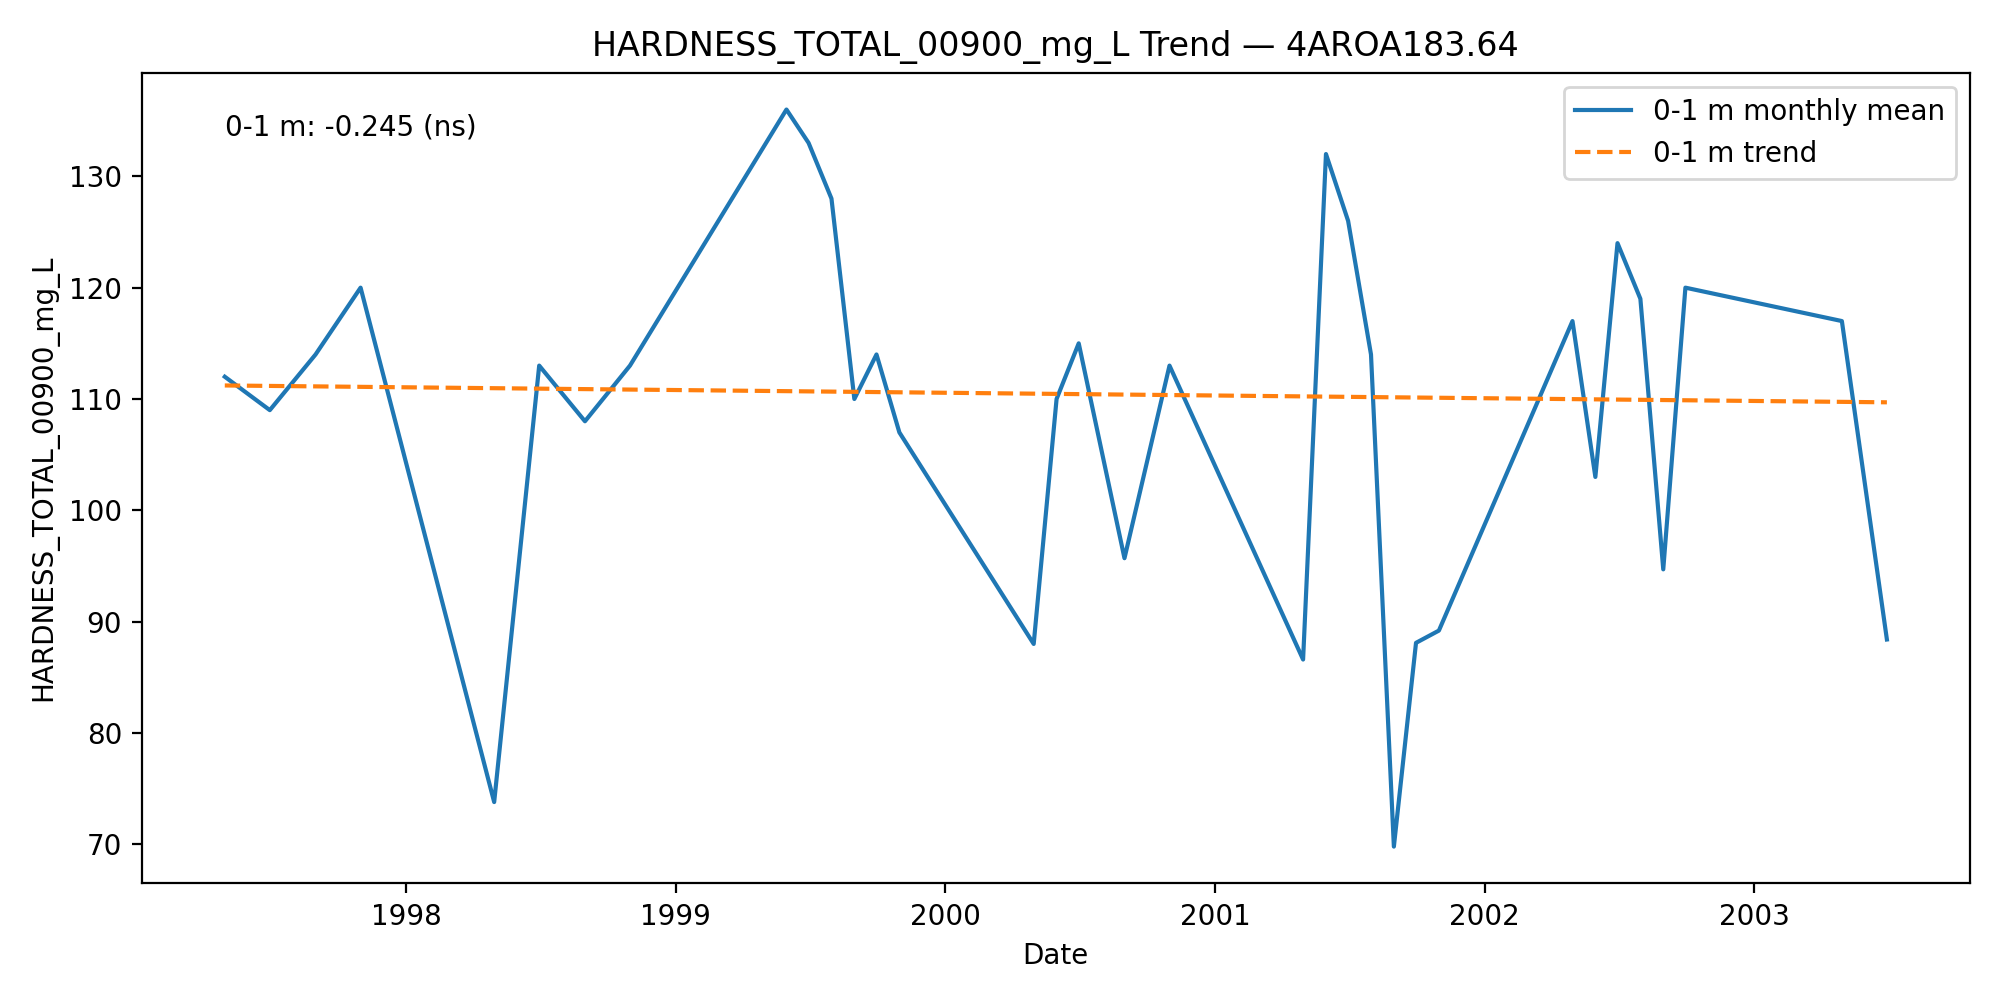 HARDNESS_TOTAL_00900_mg_L Trend — 4AROA183.64
0-1 m: -0.245 (ns)
0-1 m monthly mean
0-1 m trend
HARDNESS_TOTAL_00900_mg_L
130
120
110
100
90
80
70
1998
1999
2000
2001
2002
2003
Date